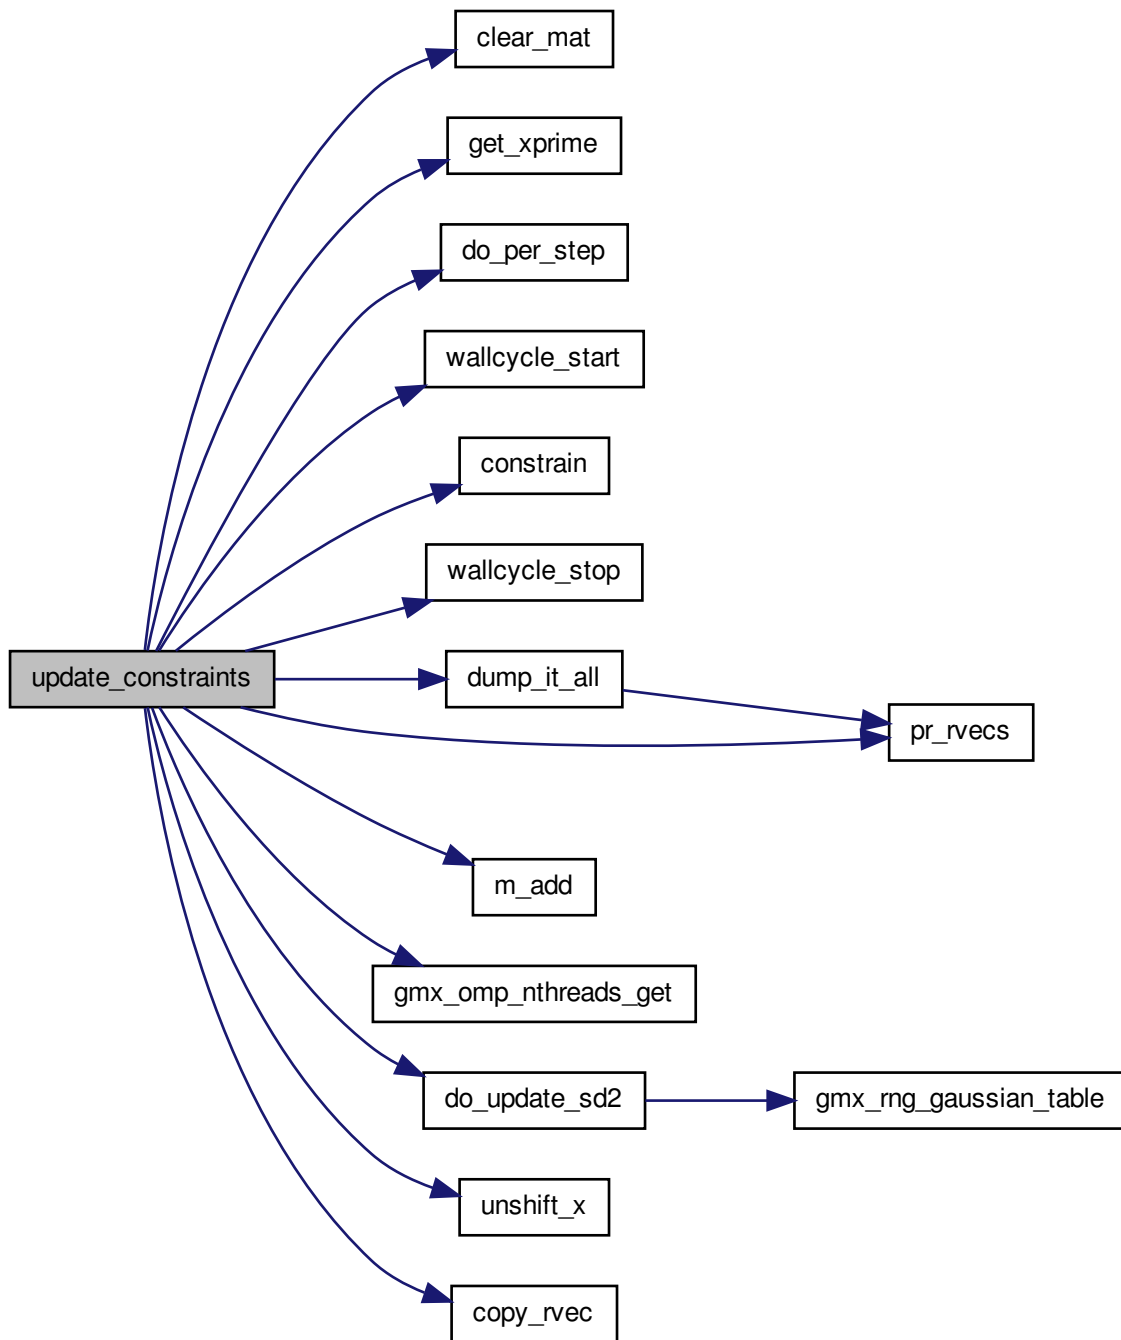 clear_mat
get_xprime
do_per_step
wallcycle_start
constrain
wallcycle_stop
update_constraints
dump_it_all
pr_rvecs
m_add
gmx_omp_nthreads_get
do_update_sd2
gmx_rng_gaussian_table
unshift_x
copy_rvec